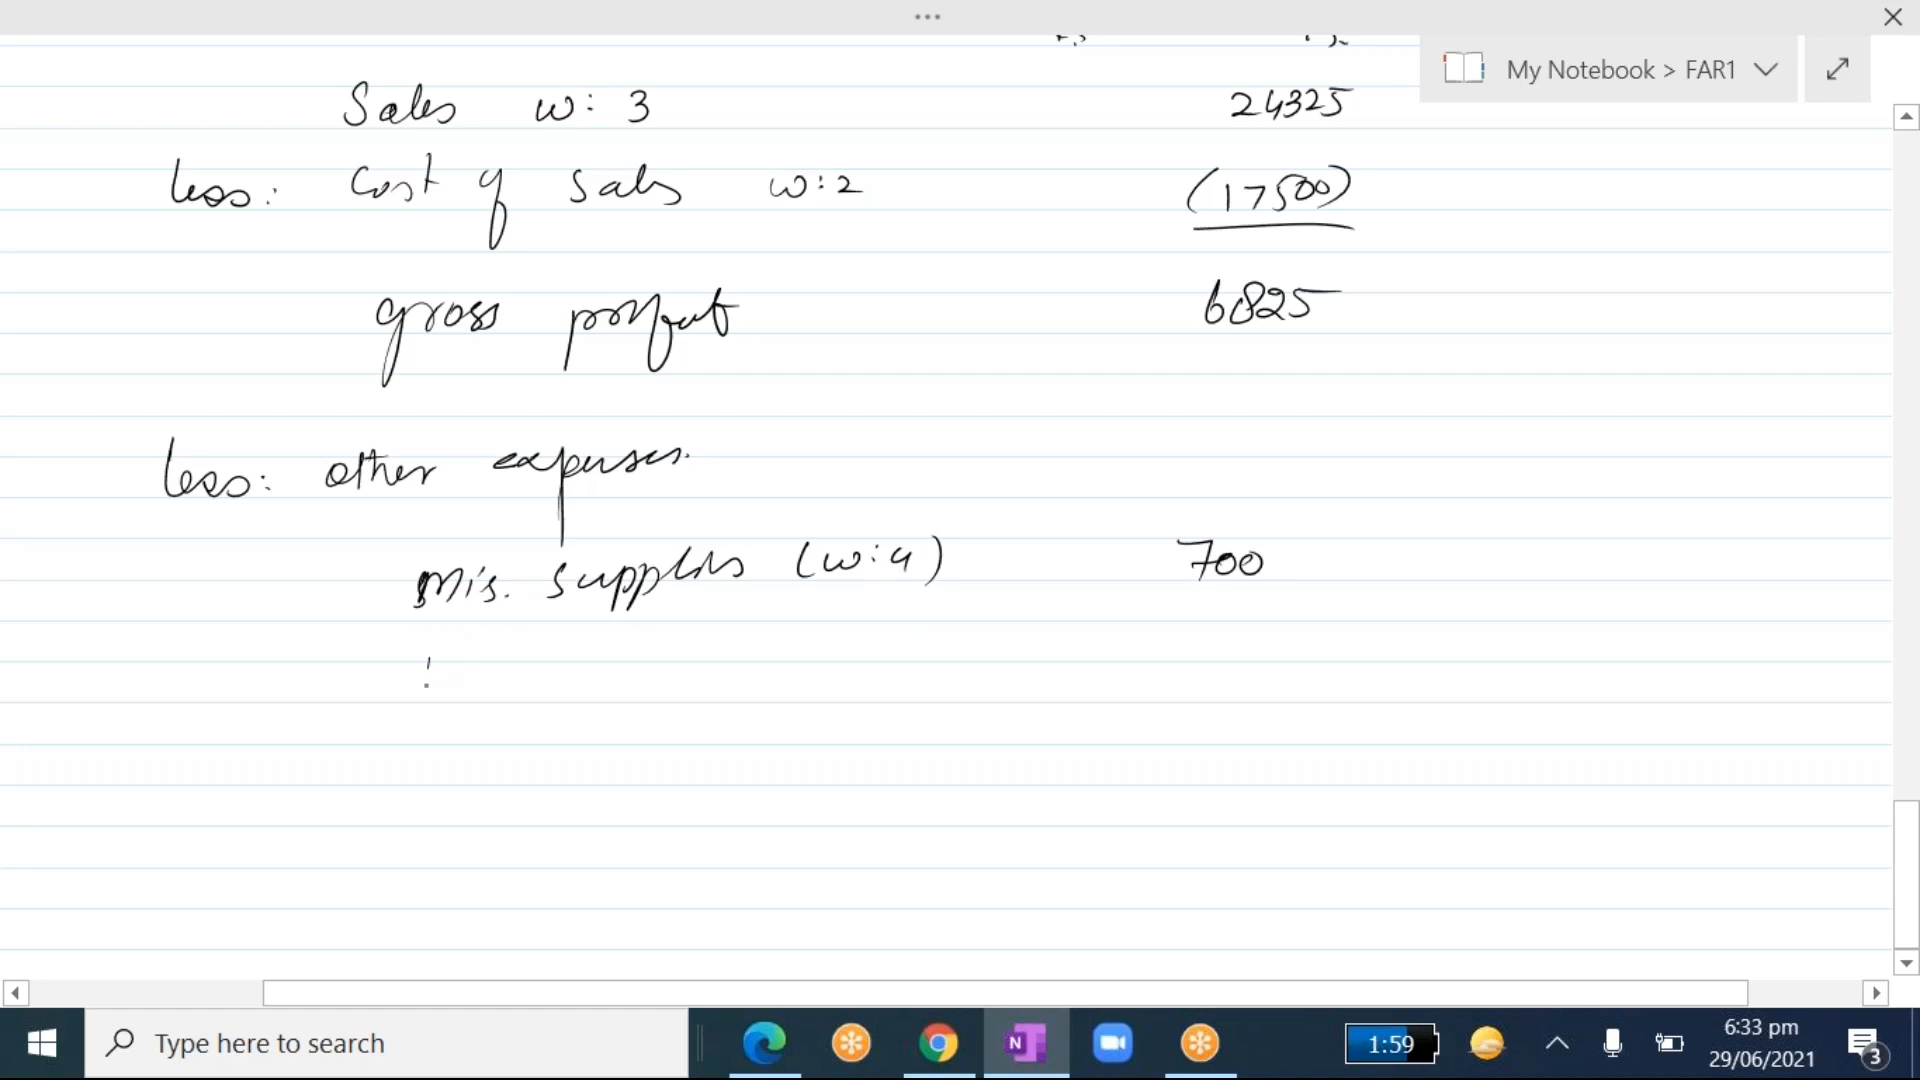 My Notebook > FAR1
Sales w: 3 24325
less: Cost of Sales w:2 (17500)
gross profit 6825
less: other expenses.
Mis. supplies (w:4) 700
Type here to search
1:59
6:33 pm
29/06/2021
3